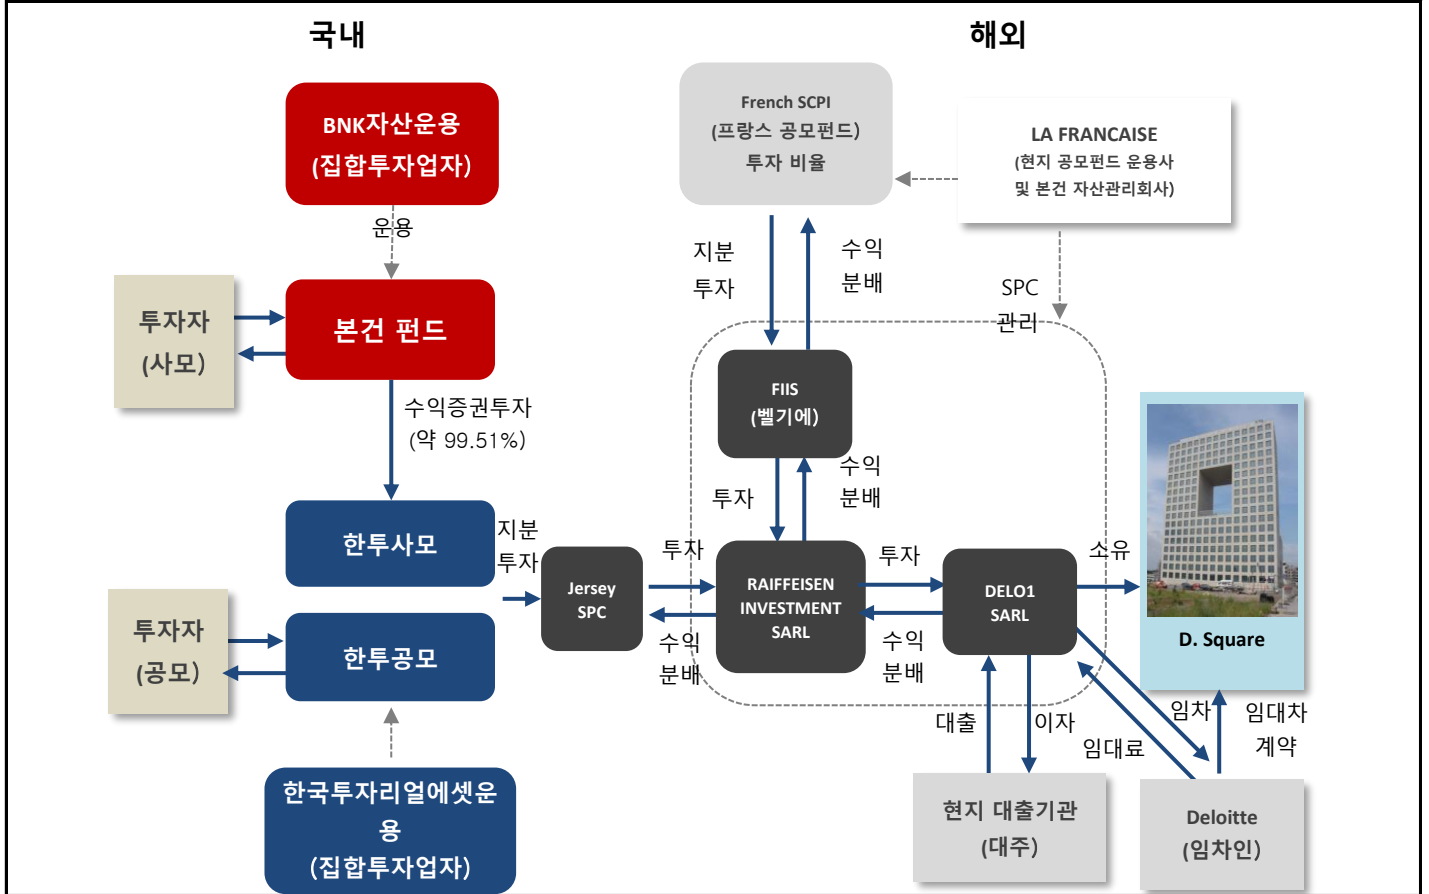 국내
해외
BNK자산운용
(집합투자업자)
운용
투자자
(사모)
본건 펀드
수익증권투자
(약 99.51%)
한투사모
지분
투자
투자자
(공모)
한투공모
한국투자리얼에셋운
용
(집합투자업자)
French SCPI
(프랑스 공모펀드)
투자 비율
LA FRANCAISE
(현지 공모펀드 운용사
및 본건 자산관리회사)
지분
투자
수익
분배
SPC
관리
FIIS
(벨기에)
투자
수익
분배
Jersey
SPC
투자
수익
분배
RAIFFEISEN
INVESTMENT
SARL
투자
수익
분배
DELO1
SARL
소유
D. Square
대출
이자
임대료
임차
임대차
계약
현지 대출기관
(대주)
Deloitte
(임차인)